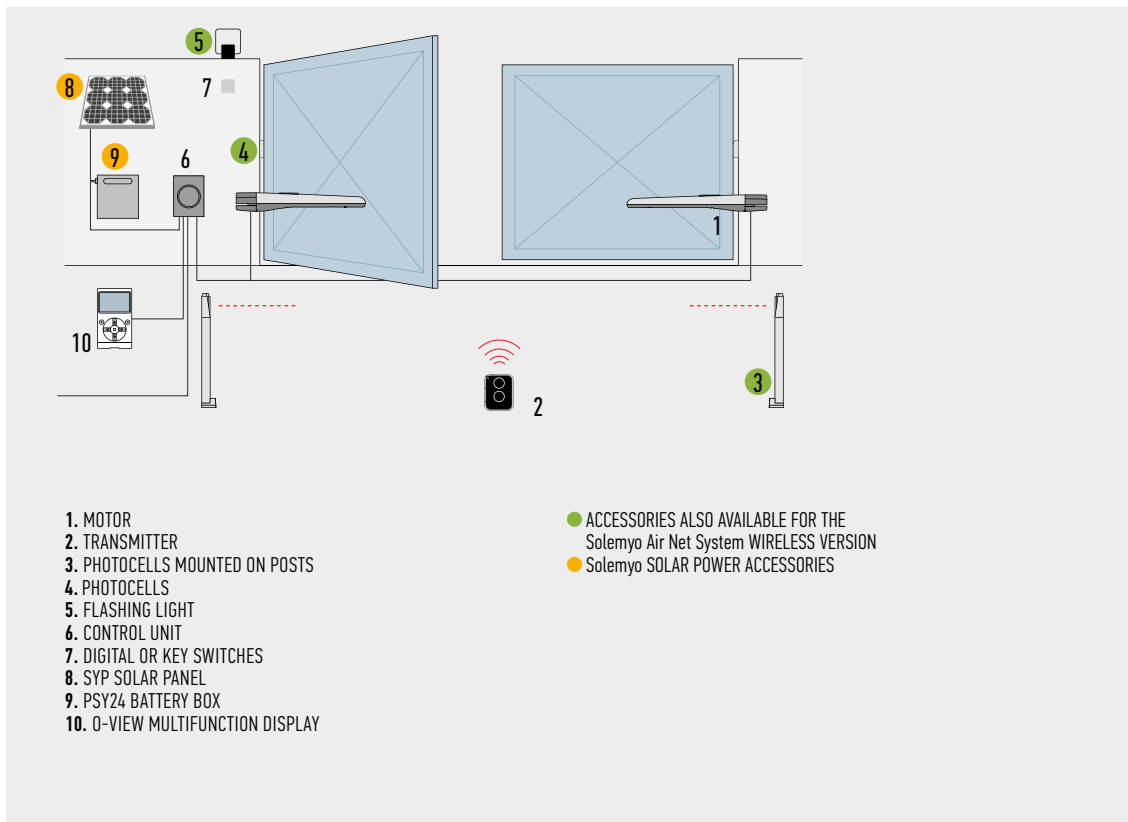 5
8
7
9
6
4
1
10
3
2
1. MOTOR
2. TRANSMITTER
3. PHOTOCELLS MOUNTED ON POSTS
4. PHOTOCELLS
5. FLASHING LIGHT
6. CONTROL UNIT
7. DIGITAL OR KEY SWITCHES
8. SYP SOLAR PANEL
9. PSY24 BATTERY BOX
10. O-VIEW MULTIFUNCTION DISPLAY
ACCESSORIES ALSO AVAILABLE FOR THE
Solemyo Air Net System WIRELESS VERSION
Solemyo SOLAR POWER ACCESSORIES